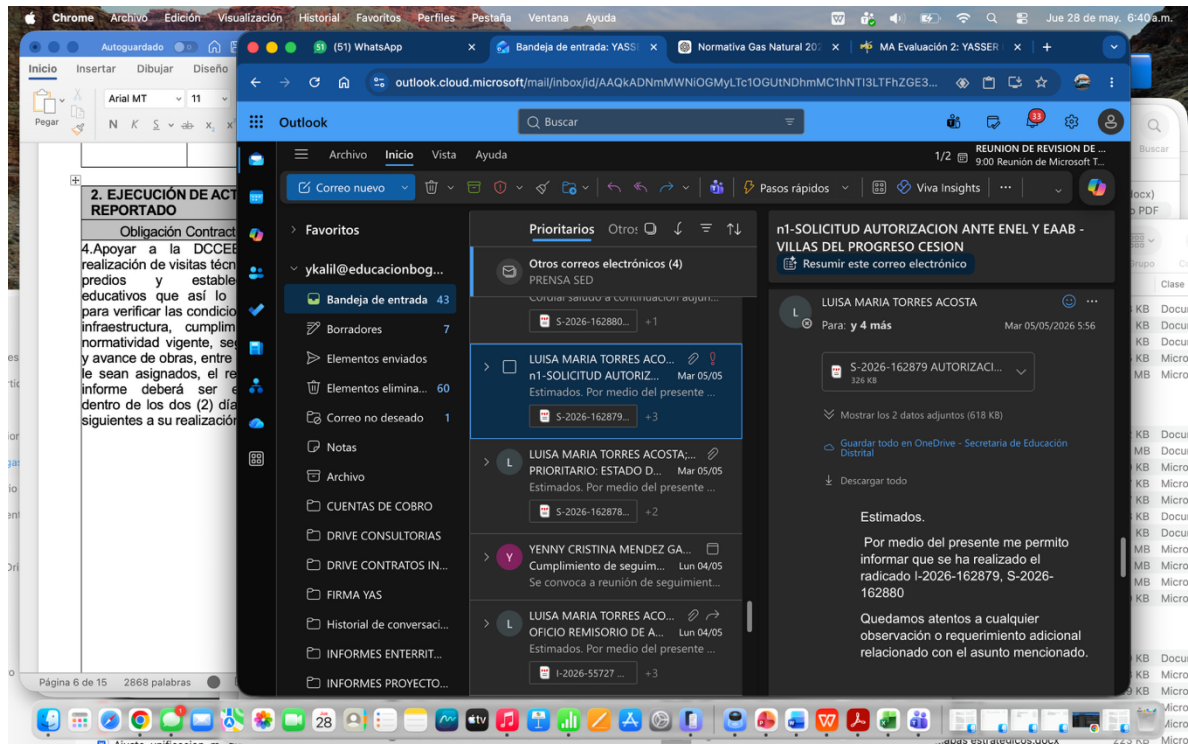 Chrome Archivo Edición Visualización Historial Favoritos Perfiles Pestaña Ventana Ayuda
Jue 28 de may. 6:40 a.m.
Autoguardado
(51) WhatsApp
Bandeja de entrada: YASS
Normativa Gas Natural 20
MA Evaluación 2: YASSER
outlook.cloud.microsoft/mail/inbox/id/AAQkADNmMWNiOGMyLTc1OGUtNDhmMC1hNTI3LTFhZGE3...
Inicio Insertar Dibujar Diseño
Arial MT 11
Pegar
N K S ab x
2. EJECUCIÓN DE ACT
REPORTADO
Obligación Contract
4.Apoyar a la DCCEE
realización de visitas técn
predios y estable
educativos que así lo
para verificar las condicio
infraestructura, cumplim
normatividad vigente, seg
y avance de obras, entre
le sean asignados, el re
informe deberá ser e
dentro de los dos (2) día
siguientes a su realización
Página 6 de 15 2868 palabras
Outlook
Buscar
33
Archivo Inicio Vista Ayuda
1/2
REUNION DE REVISION DE ...
9:00 Reunión de Microsoft T...
Correo nuevo
Pasos rápidos
Viva Insights
Favoritos
ykalil@educacionbog...
Bandeja de entrada 43
Borradores 7
Elementos enviados
Elementos elimina... 60
Correo no deseado 1
Notas
Archivo
CUENTAS DE COBRO
DRIVE CONSULTORIAS
DRIVE CONTRATOS IN...
FIRMA YAS
Historial de conversaci...
INFORMES ENTERRIT...
INFORMES PROYECTO...
Prioritarios Otros
Otros correos electrónicos (4)
PRENSA SED
Cordial saludo a continuación adjun...
S-2026-162880... +1
LUISA MARIA TORRES ACO...
n1-SOLICITUD AUTORIZ... Mar 05/05
Estimados. Por medio del presente ...
S-2026-162879... +3
L
LUISA MARIA TORRES ACOSTA;...
PRIORITARIO: ESTADO D... Mar 05/05
Estimados. Por medio del presente ...
S-2026-162878... +2
Y
YENNY CRISTINA MENDEZ GA...
Cumplimiento de seguim... Lun 04/05
Se convoca a reunión de seguimient...
L
LUISA MARIA TORRES ACO...
OFICIO REMISORIO DE A... Lun 04/05
Estimados. Por medio del presente ...
I-2026-55727 ... +3
n1-SOLICITUD AUTORIZACION ANTE ENEL Y EAAB -
VILLAS DEL PROGRESO CESION
Resumir este correo electrónico
L
LUISA MARIA TORRES ACOSTA
Para: y 4 más Mar 05/05/2026 5:56
S-2026-162879 AUTORIZACI...
326 KB
Mostrar los 2 datos adjuntos (618 KB)
Guardar todo en OneDrive - Secretaria de Educación
Distrital
Descargar todo
Estimados.
Por medio del presente me permito
informar que se ha realizado el
radicado I-2026-162879, S-2026-
162880
Quedamos atentos a cualquier
observación o requerimiento adicional
relacionado con el asunto mencionado.
Buscar
Clase
28
tv